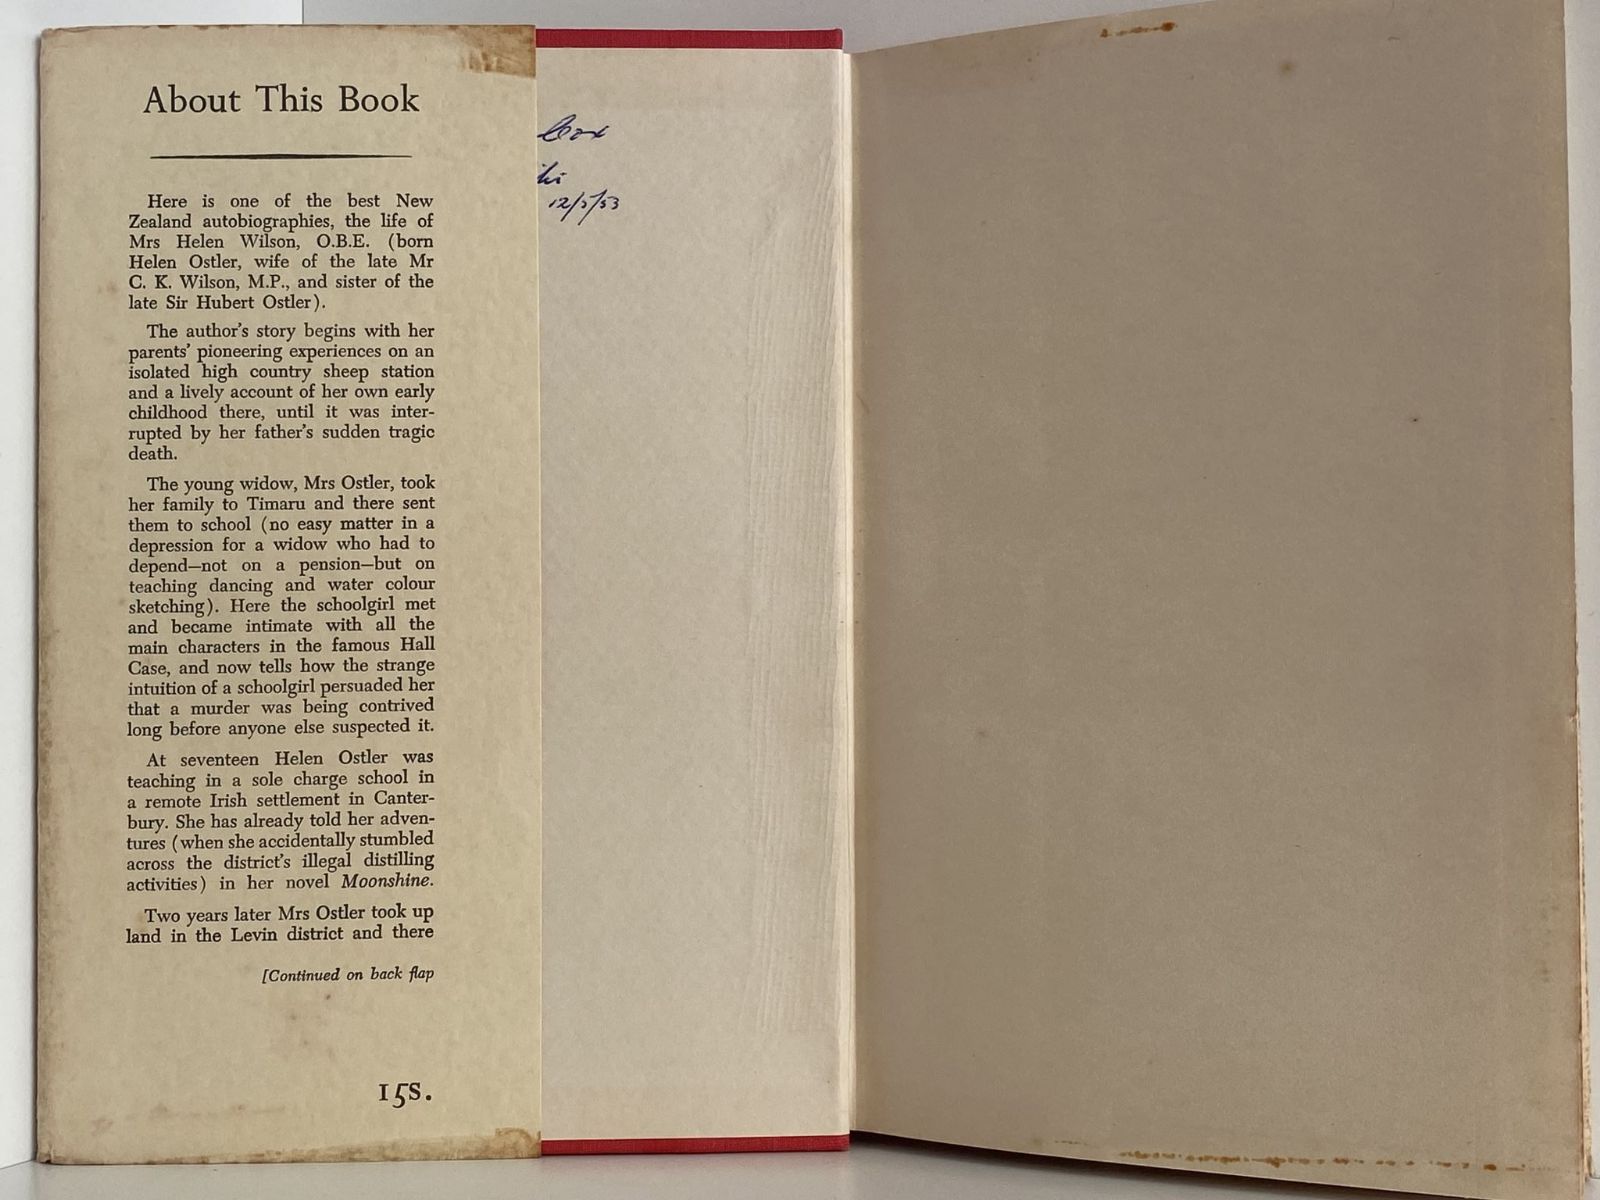 About This Book
Here is one of the best New
Zealand autobiographies, the life of
Mrs Helen Wilson, O.B.E. (born
Helen Ostler, wife of the late Mr
C. K. Wilson, M.P., and sister of the
late Sir Hubert Ostler).
The author's story begins with her
parents' pioneering experiences on an
isolated high country sheep station
and a lively account of her own early
childhood there, until it was inter-
rupted by her father's sudden tragic
death.
The young widow, Mrs Ostler, took
her family to Timaru and there sent
them to school (no easy matter in a
depression for a widow who had to
depend—not on a pension—but on
teaching dancing and water colour
sketching). Here the schoolgirl met
and became intimate with all the
main characters in the famous Hall
Case, and now tells how the strange
intuition of a schoolgirl persuaded her
that a murder was being contrived
long before anyone else suspected it.
At seventeen Helen Ostler was
teaching in a sole charge school in
a remote Irish settlement in Canter-
bury. She has already told her adven-
tures (when she accidentally stumbled
across the district's illegal distilling
activities) in her novel Moonshine.
Two years later Mrs Ostler took up
land in the Levin district and there
[Continued on back flap
15s.
Cox
12/5/53